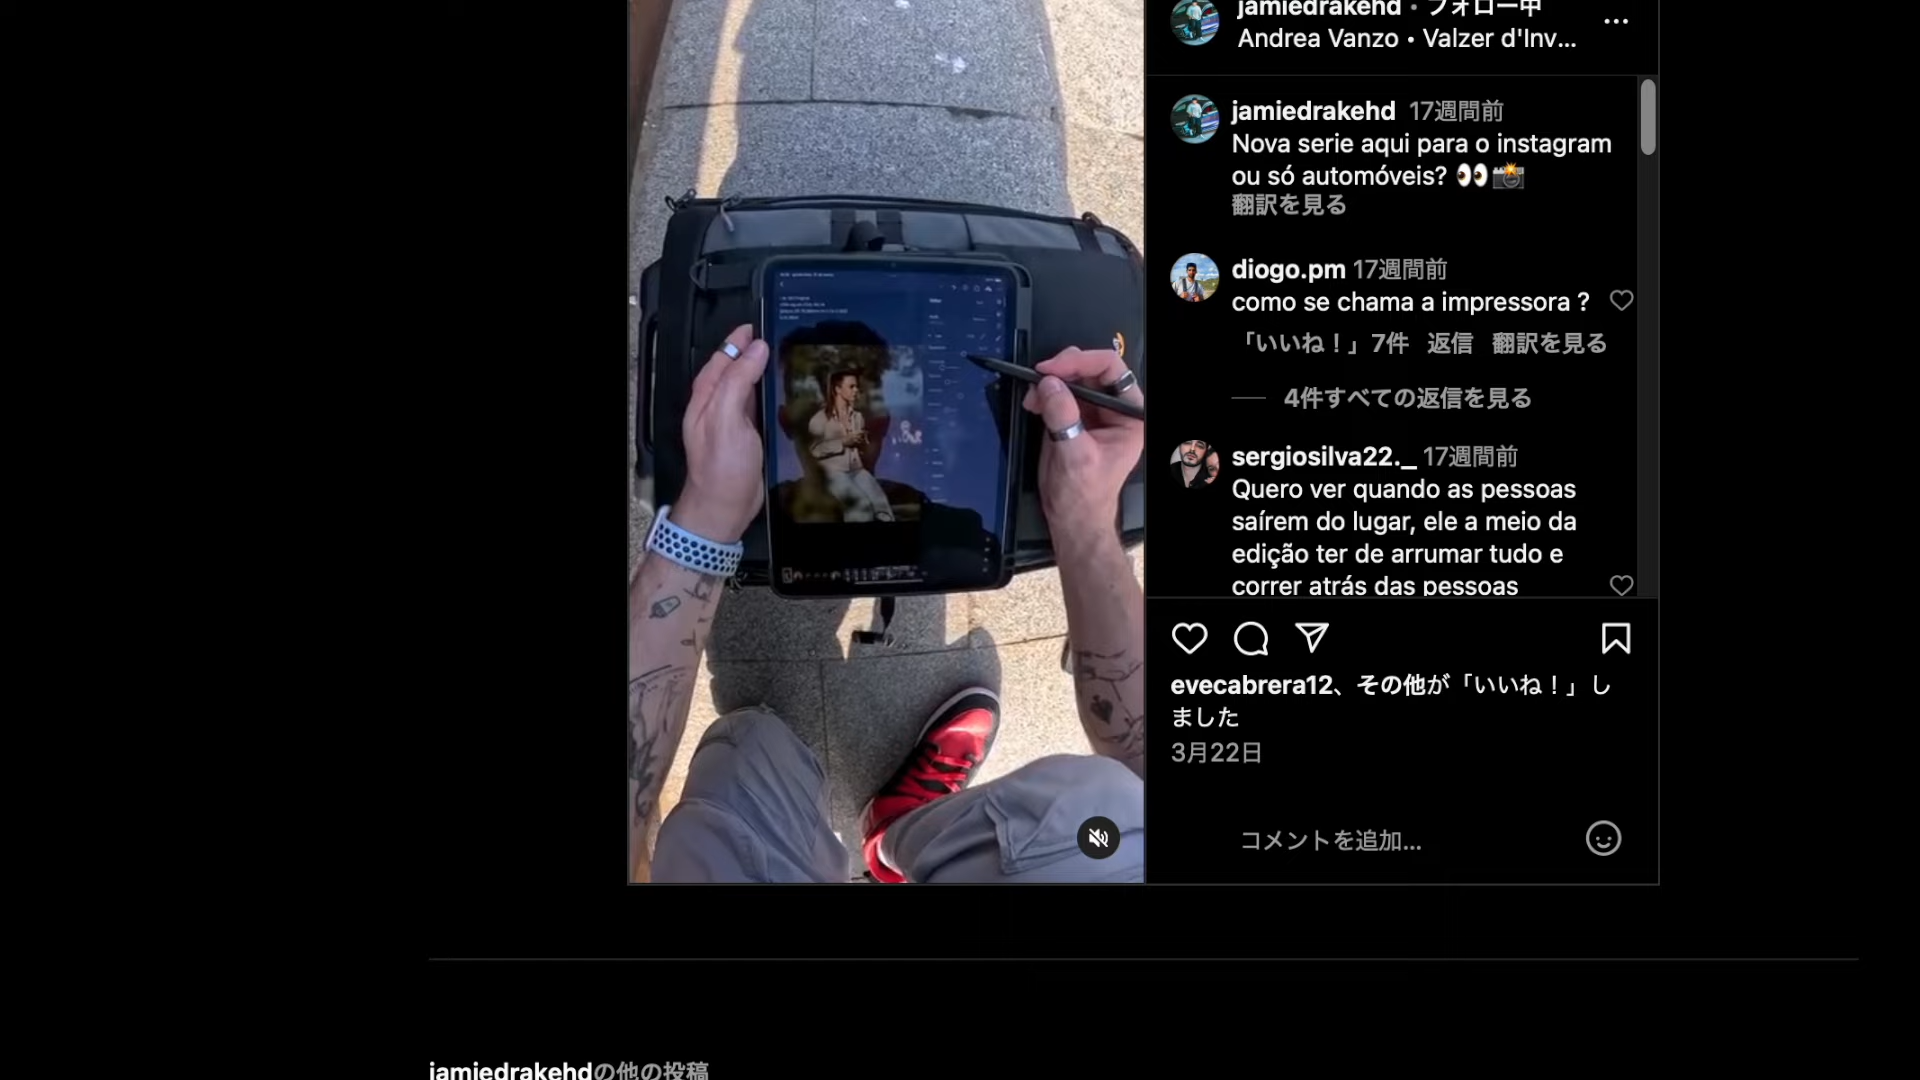 jamiedrakehd • フォロー中
Andrea Vanzo • Valzer d'Inv...
jamiedrakehd 17週間前
Nova serie aqui para o instagram
ou só automóveis? 👀📸
翻訳を見る
diogo.pm 17週間前
como se chama a impressora ?
「いいね！」7件 返信 翻訳を見る
4件すべての返信を見る
sergiosilva22._ 17週間前
Quero ver quando as pessoas
saírem do lugar, ele a meio da
edição ter de arrumar tudo e
correr atrás das pessoas
evecabrera12、その他が「いいね！」し
ました
3月22日
コメントを追加...
jamiedrakehdの他の投稿